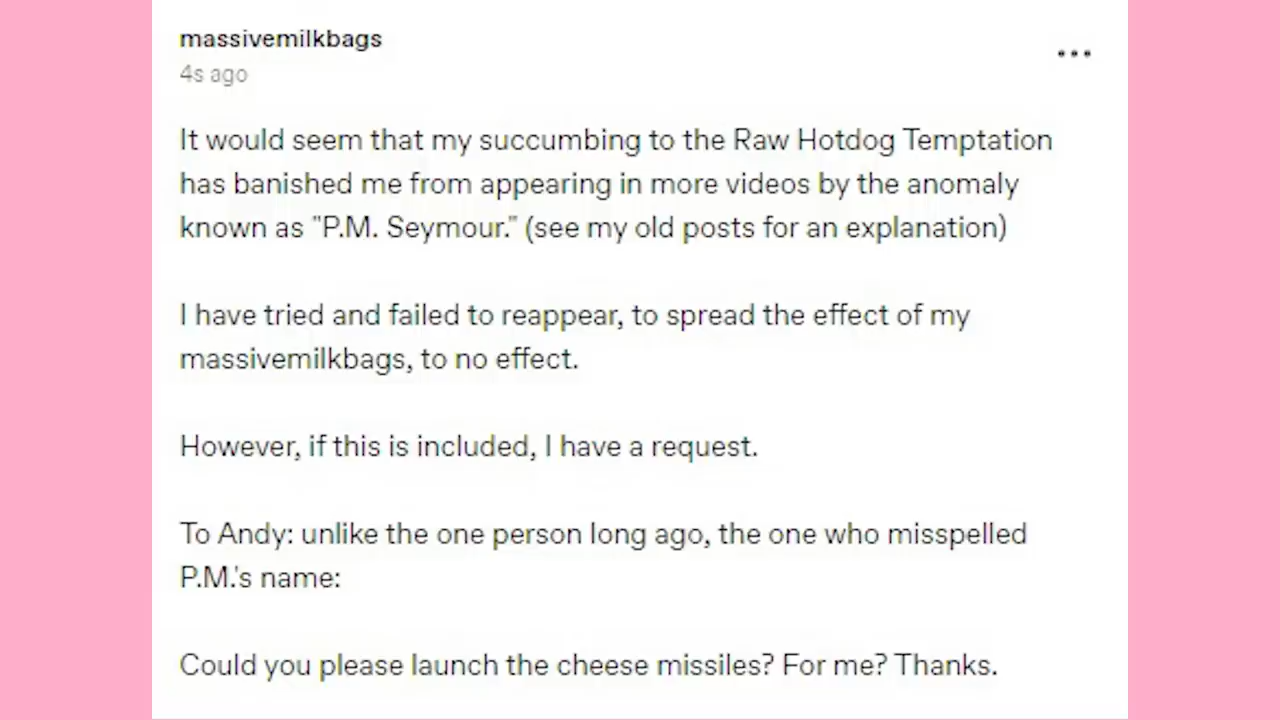 massivemilkbags
4s ago
It would seem that my succumbing to the Raw Hotdog Temptation
has banished me from appearing in more videos by the anomaly
known as "P.M. Seymour." (see my old posts for an explanation)
I have tried and failed to reappear, to spread the effect of my
massivemilkbags, to no effect.
However, if this is included, I have a request.
To Andy: unlike the one person long ago, the one who misspelled
P.M.'s name:
Could you please launch the cheese missiles? For me? Thanks.